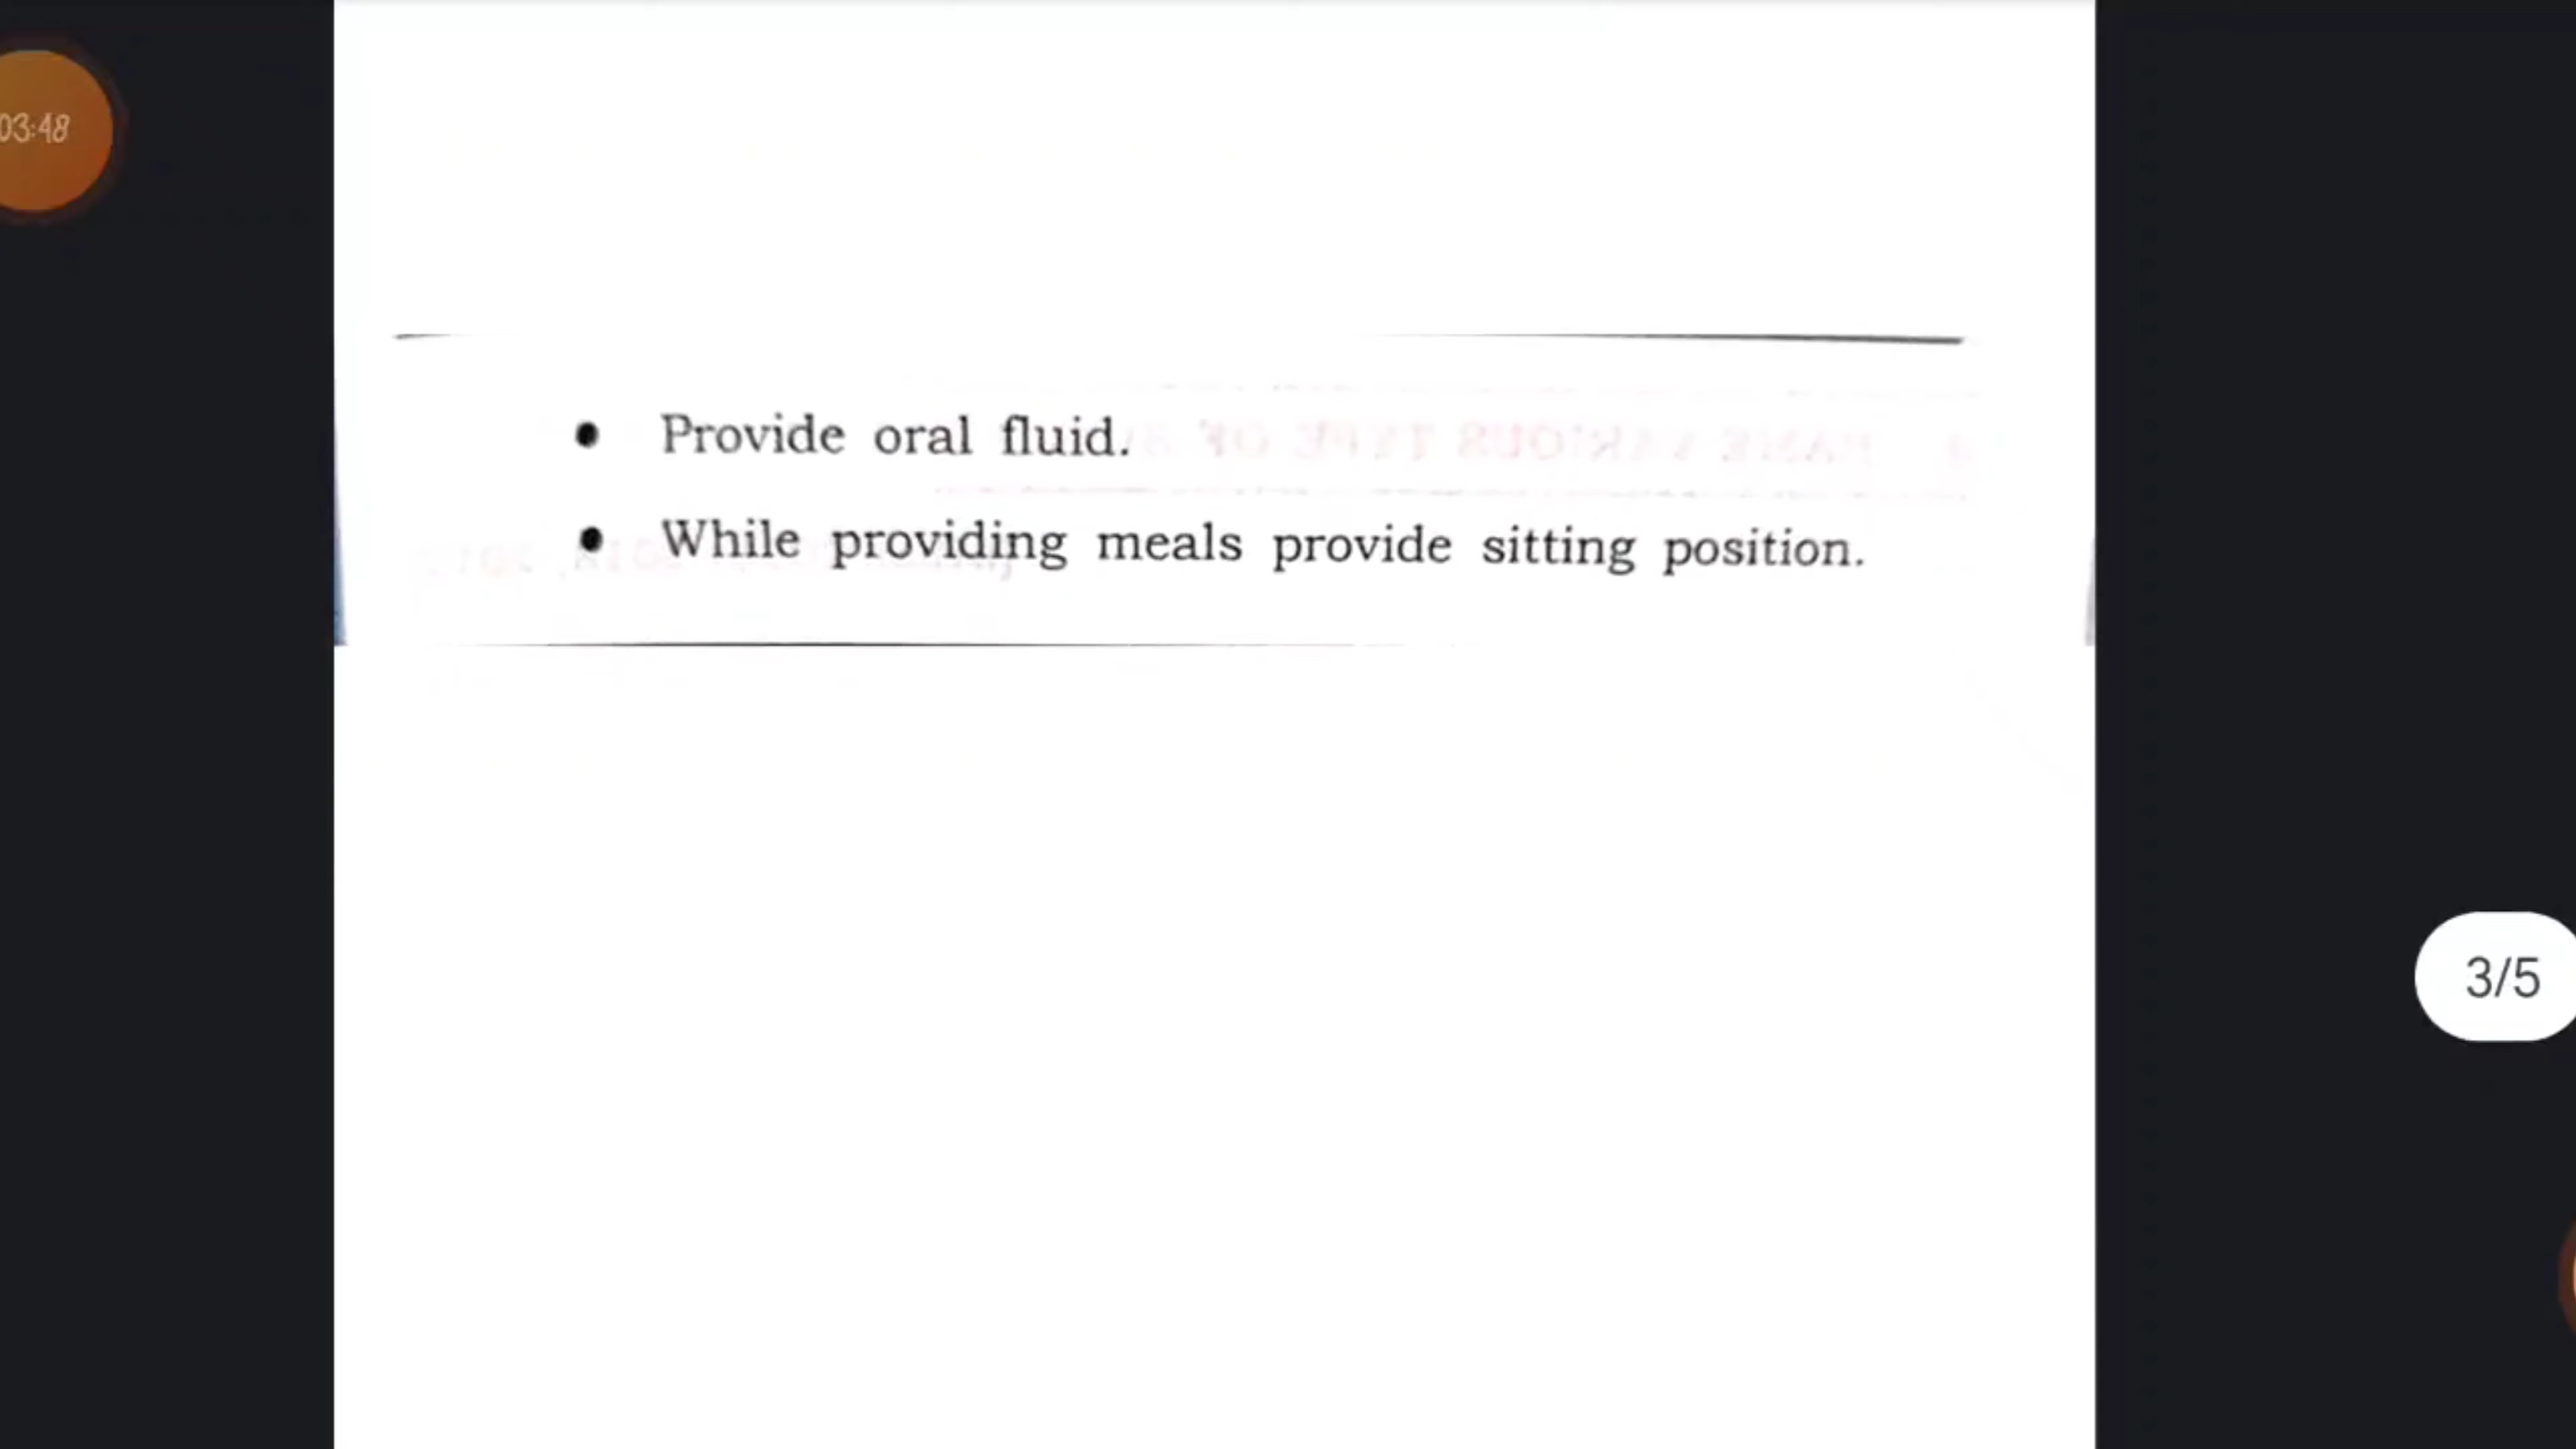 03:48
• Provide oral fluid.
• While providing meals provide sitting position.
3/5